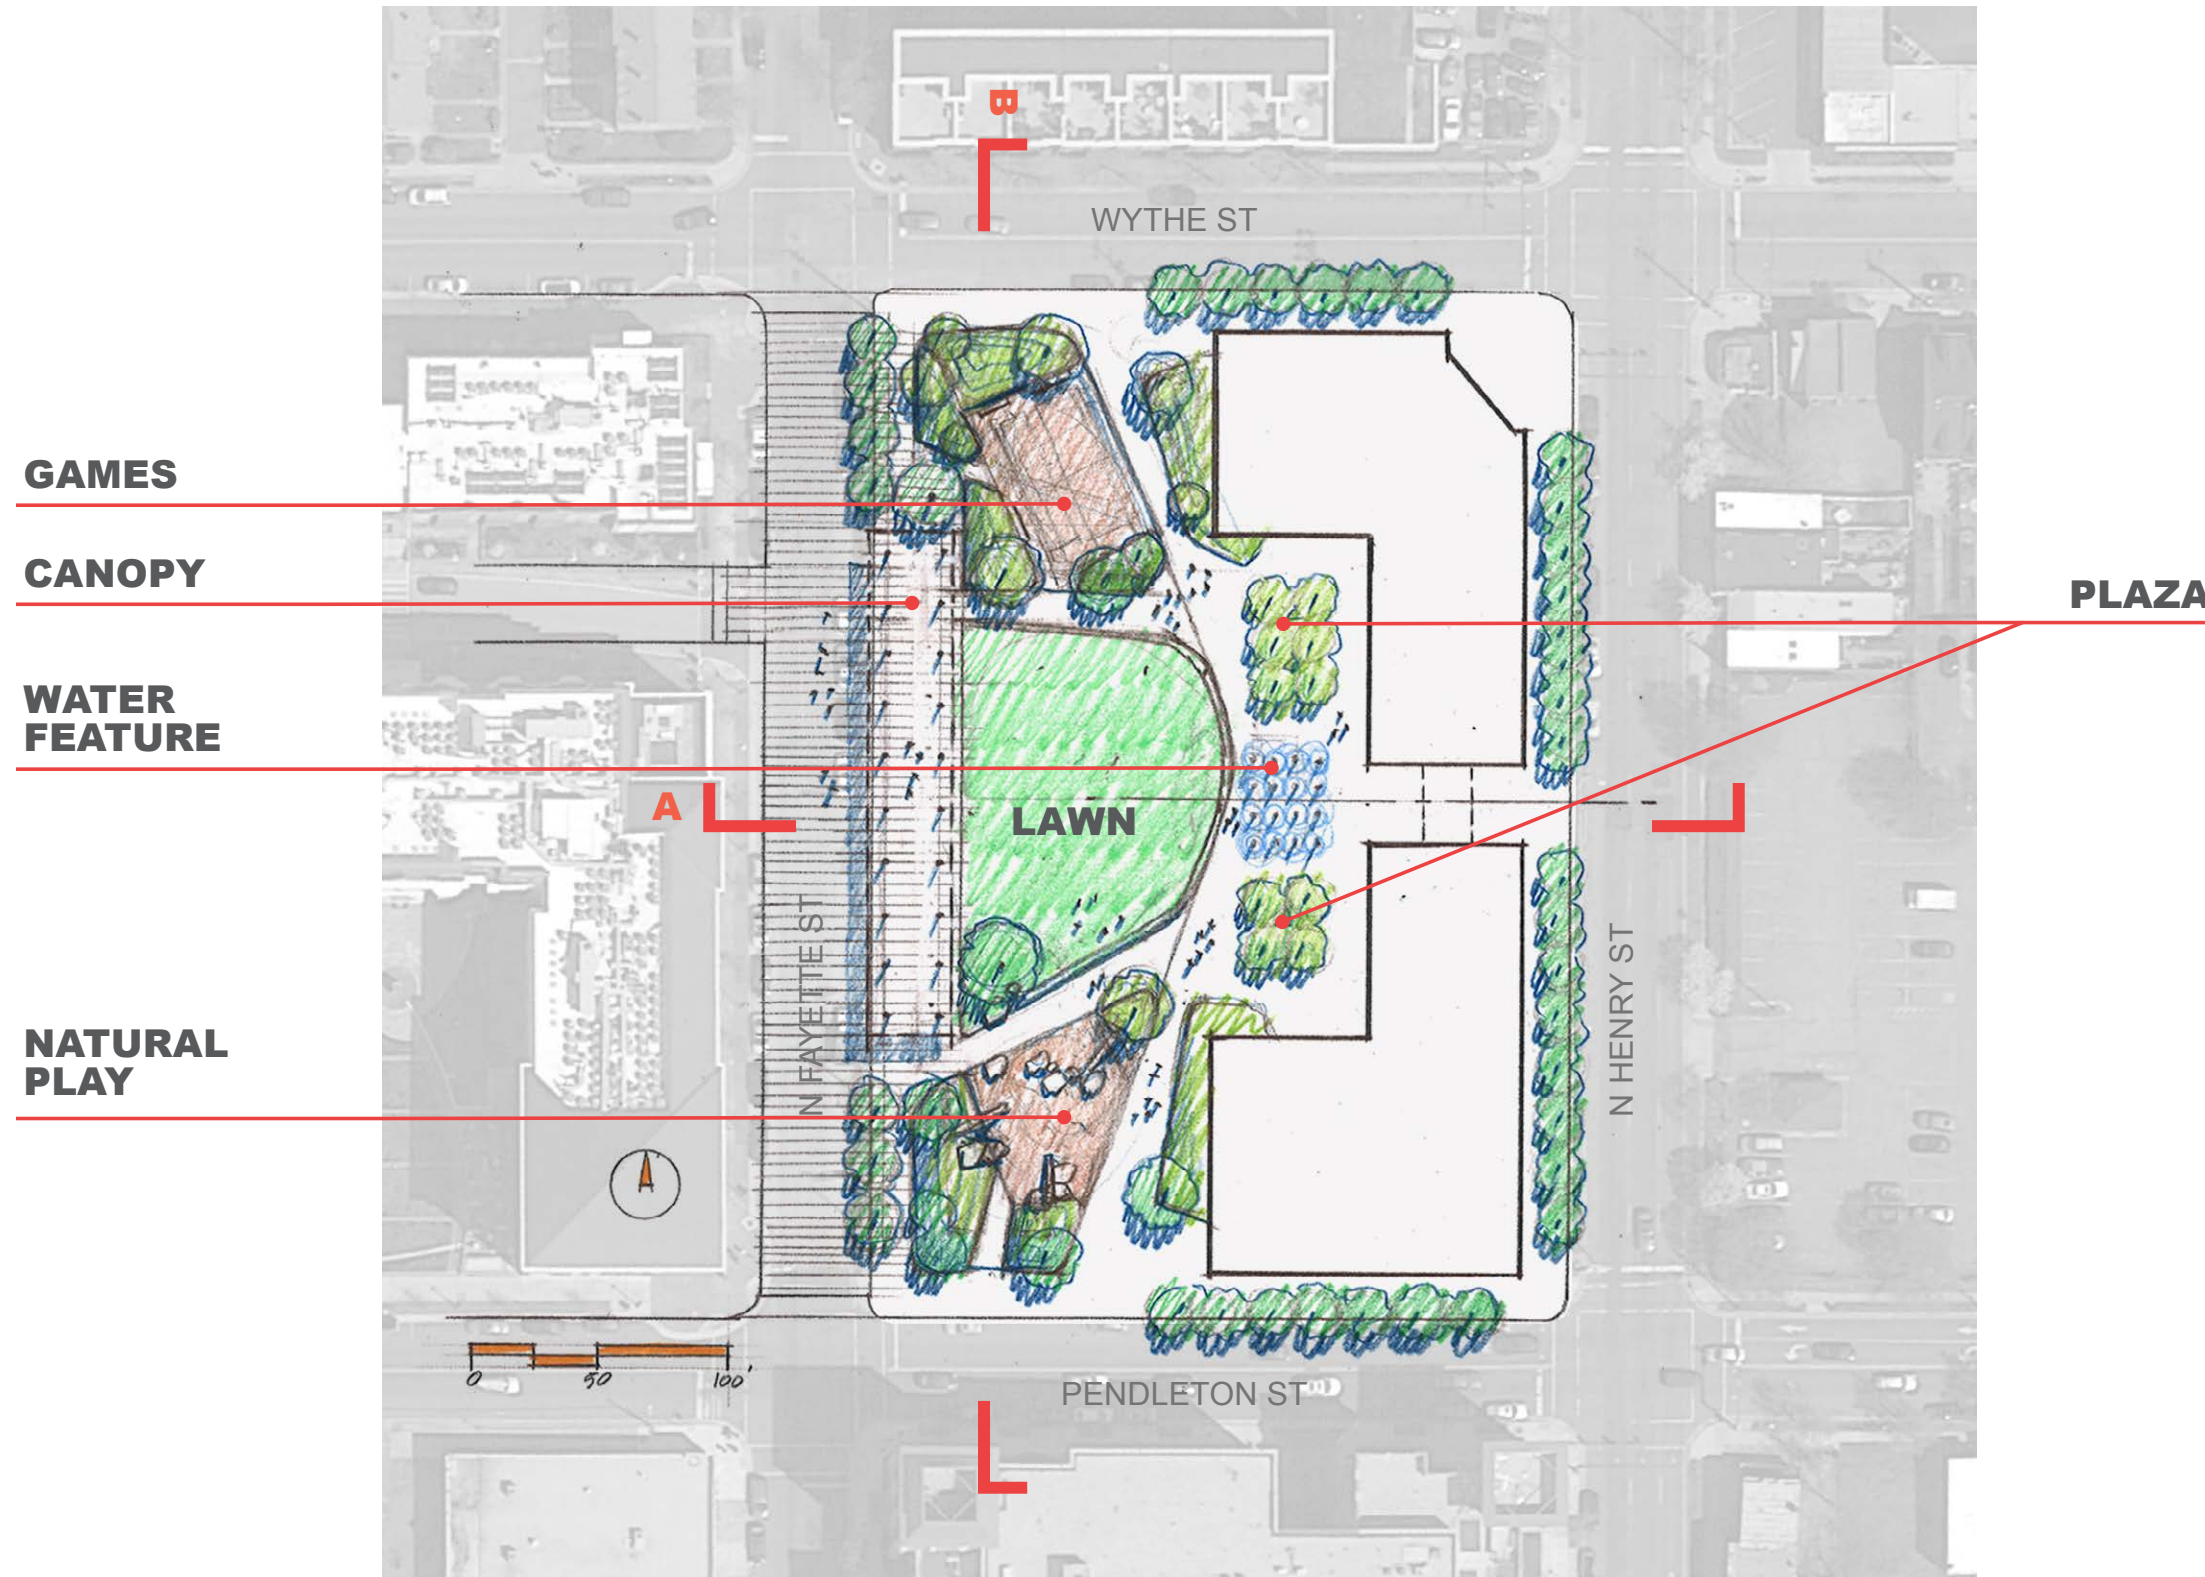 B
WYTHE ST
GAMES
CANOPY
PLAZA
WATER
FEATURE
A
LAWN
N FAYETTE ST
N HENRY ST
NATURAL
PLAY
0 50 100'
PENDLETON ST